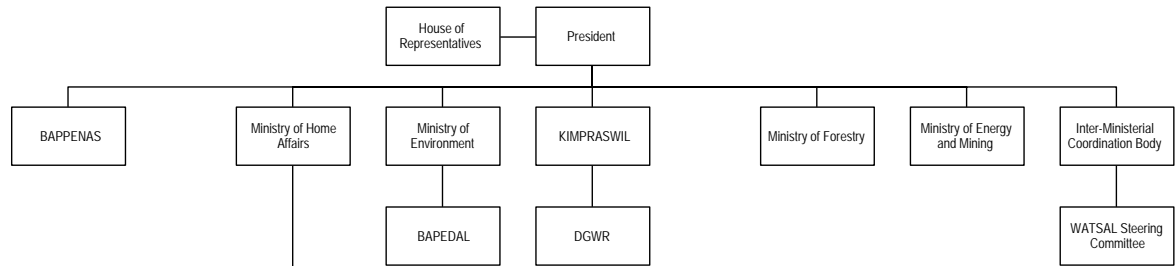 House of
Representatives
President
BAPPENAS
Ministry of Home
Affairs
Ministry of
Environment
KIMPRASWIL
Ministry of Forestry
Ministry of Energy
and Mining
Inter-Ministerial
Coordination Body
BAPEDAL
DGWR
WATSAL Steering
Committee